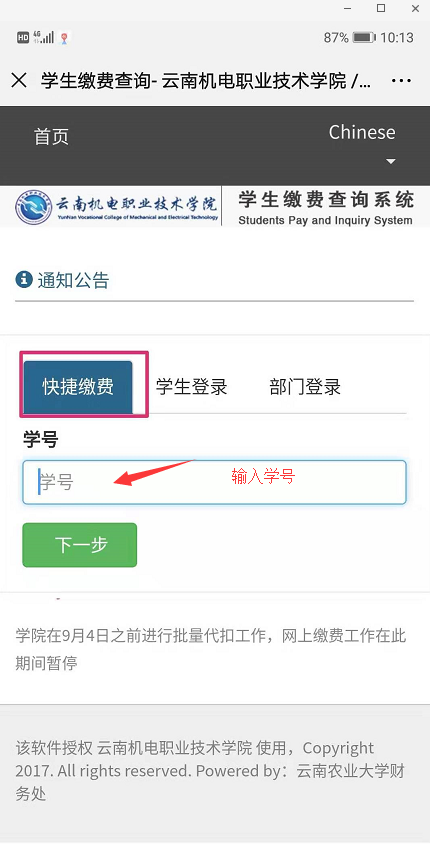 HD 4G 87% 10:13
学生缴费查询- 云南机电职业技术学院 /...
首页
Chinese
云南机电职业技术学院
YunNan Vocational College of Mechanical and Electrical Technology
学生缴费查询系统
Students Pay and Inquiry System
通知公告
快捷缴费 学生登录 部门登录
学号
学号 输入学号
下一步
学院在9月4日之前进行批量代扣工作，网上缴费工作在此
期间暂停
该软件授权 云南机电职业技术学院 使用，Copyright
2017. All rights reserved. Powered by：云南农业大学财
务处